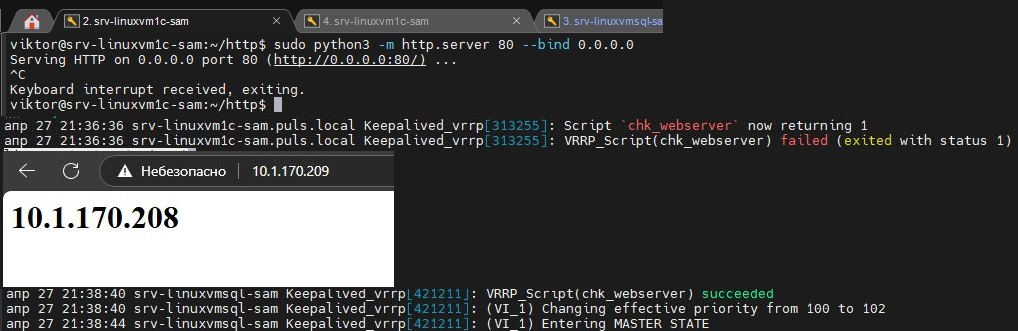 2. srv-linuxvm1c-sam
4. srv-linuxvm1c-sam
3. srv-linuxvmsql-sa
viktor@srv-linuxvm1c-sam:~/http$ sudo python3 -m http.server 80 --bind 0.0.0.0
Serving HTTP on 0.0.0.0 port 80 (http://0.0.0.0:80/) ...
^C
Keyboard interrupt received, exiting.
viktor@srv-linuxvm1c-sam:~/http$
апр 27 21:36:36 srv-linuxvm1c-sam.puls.local Keepalived_vrrp[313255]: Script `chk_webserver` now returning 1
апр 27 21:36:36 srv-linuxvm1c-sam.puls.local Keepalived_vrrp[313255]: VRRP_Script(chk_webserver) failed (exited with status 1)
Небезопасно 10.1.170.209
10.1.170.208
апр 27 21:38:40 srv-linuxvmsql-sam Keepalived_vrrp[421211]: VRRP_Script(chk_webserver) succeeded
апр 27 21:38:40 srv-linuxvmsql-sam Keepalived_vrrp[421211]: (VI_1) Changing effective priority from 100 to 102
апр 27 21:38:44 srv-linuxvmsql-sam Keepalived_vrrp[421211]: (VI_1) Entering MASTER STATE